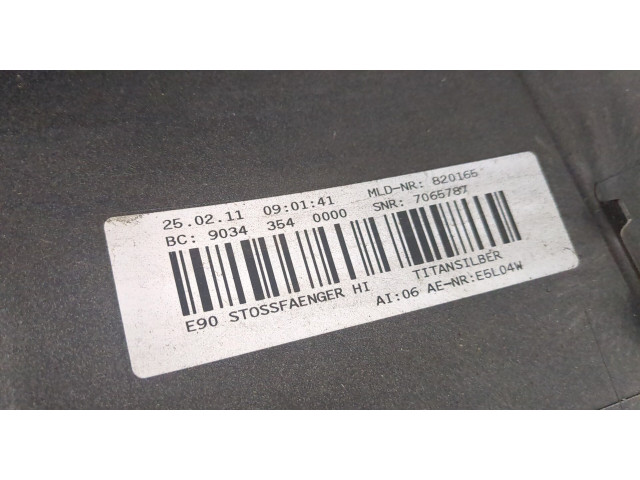 25.02.11 09:01:41 MLD-NR: 820165
BC: 9034 354 0000 SNR: 7065787
E90 STOSSFAENGER HI TITANSILBER
AI:06 AE-NR:E5L04W